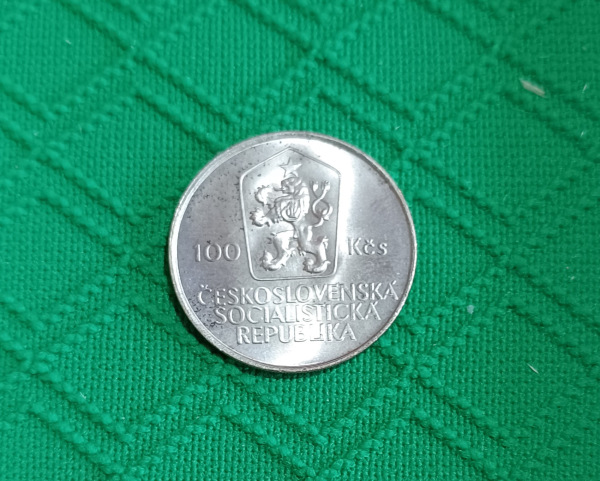 100 Kčs
ČESKOSLOVENSKÁ
SOCIALISTICKÁ
REPUBLIKA